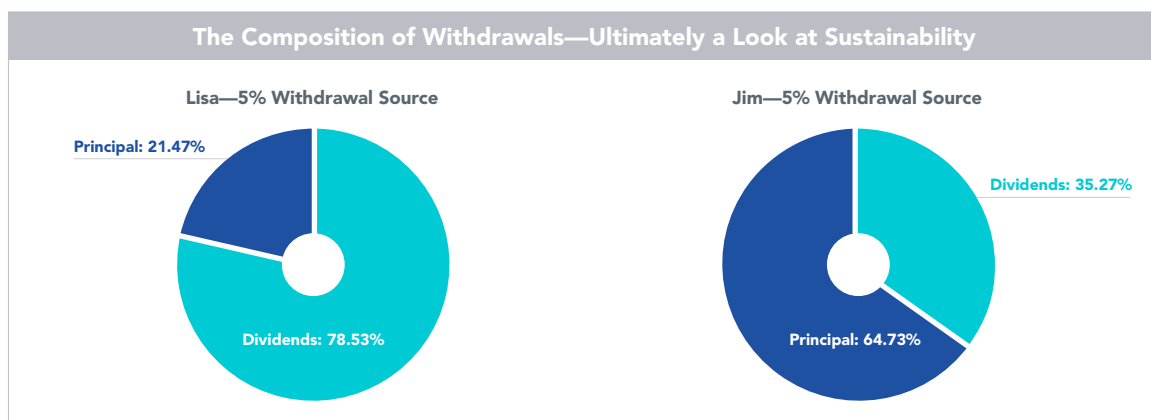 The Composition of Withdrawals—Ultimately a Look at Sustainability
Lisa—5% Withdrawal Source
Principal: 21.47%
Dividends: 78.53%
Jim—5% Withdrawal Source
Dividends: 35.27%
Principal: 64.73%